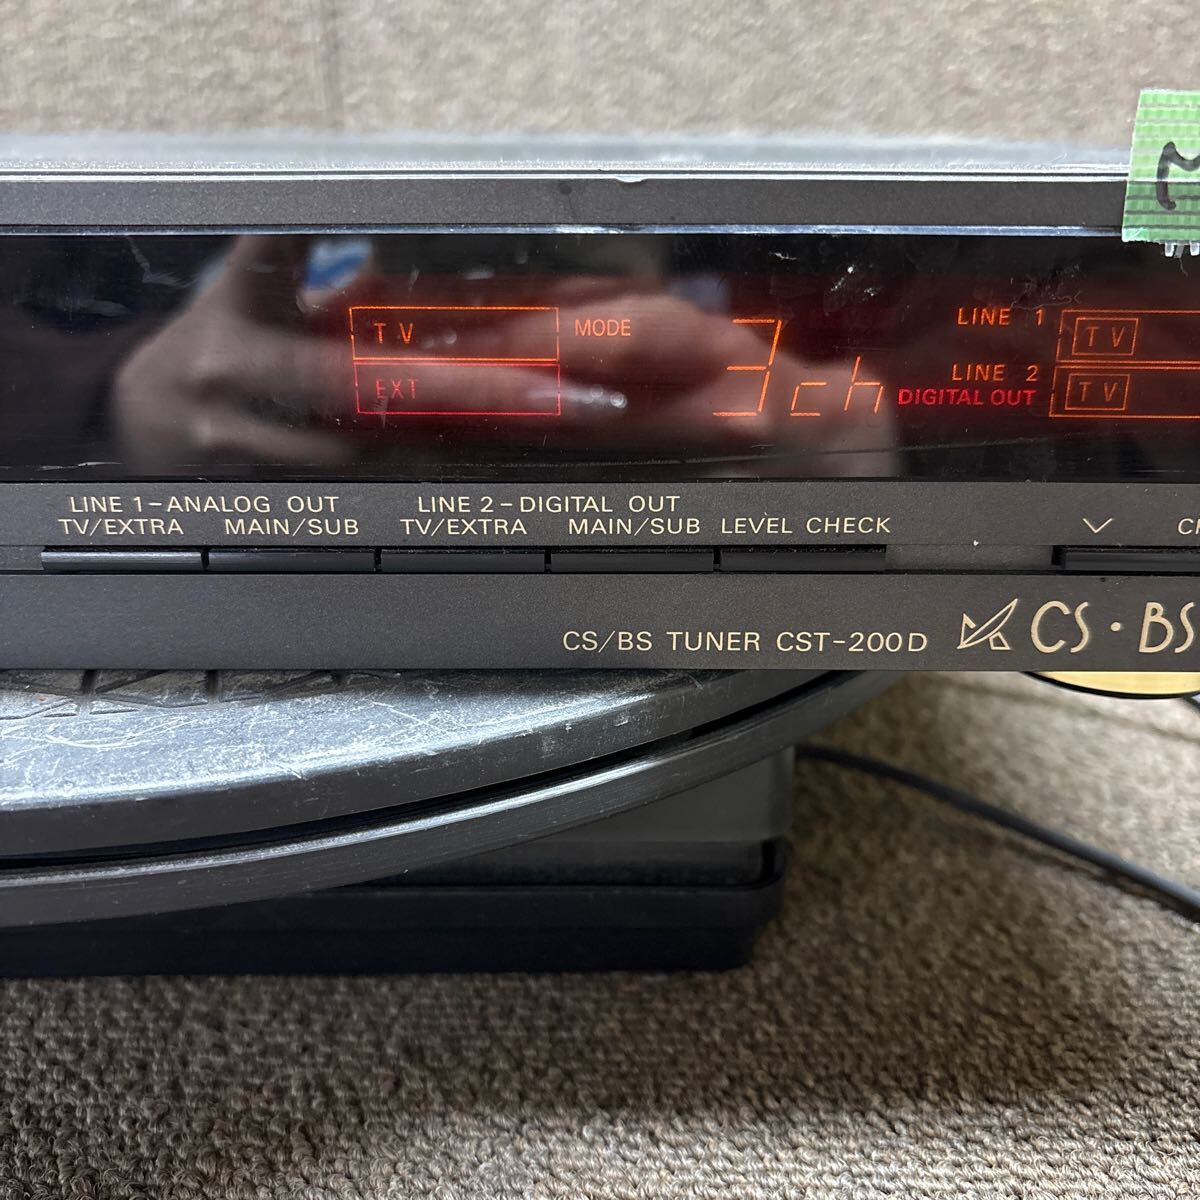 TV
EXT
MODE
3ch
LINE 1
TV
LINE 2
DIGITAL OUT
TV
LINE 1-ANALOG OUT
TV/EXTRA MAIN/SUB
LINE 2-DIGITAL OUT
TV/EXTRA MAIN/SUB
LEVEL CHECK
CS/BS TUNER CST-200D
CS・BS